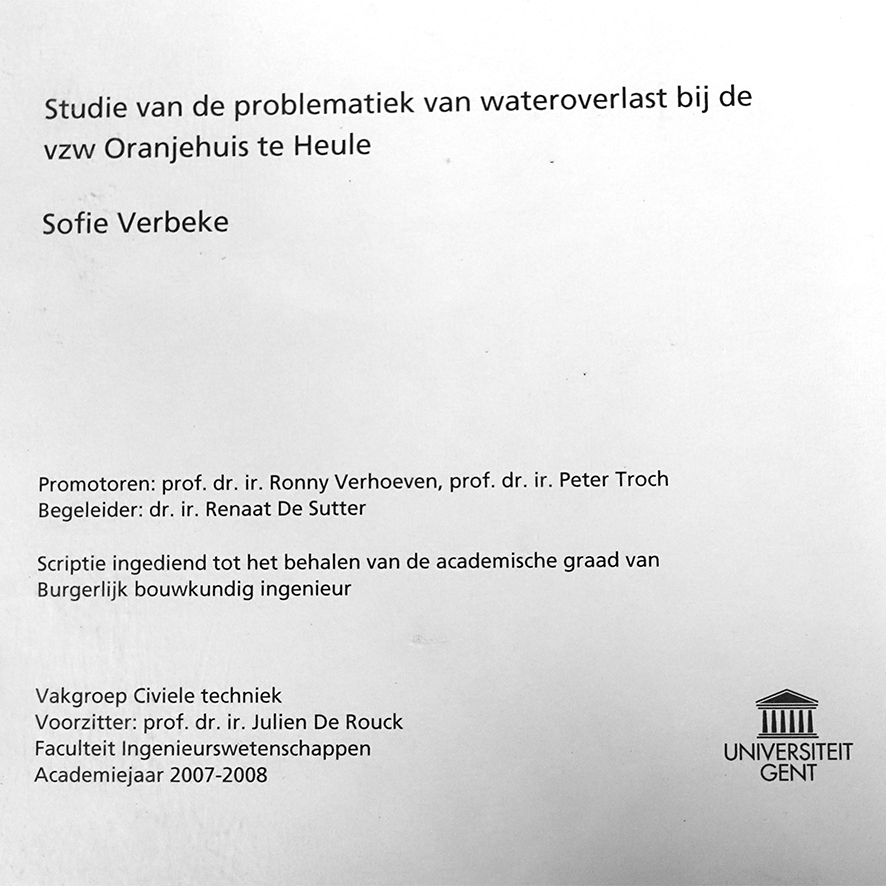 Studie van de problematiek van wateroverlast bij de
vzw Oranjehuis te Heule
Sofie Verbeke
Promotoren: prof. dr. ir. Ronny Verhoeven, prof. dr. ir. Peter Troch
Begeleider: dr. ir. Renaat De Sutter
Scriptie ingediend tot het behalen van de academische graad van
Burgerlijk bouwkundig ingenieur
Vakgroep Civiele techniek
Voorzitter: prof. dr. ir. Julien De Rouck
Faculteit Ingenieurswetenschappen
Academiejaar 2007-2008
UNIVERSITEIT
GENT